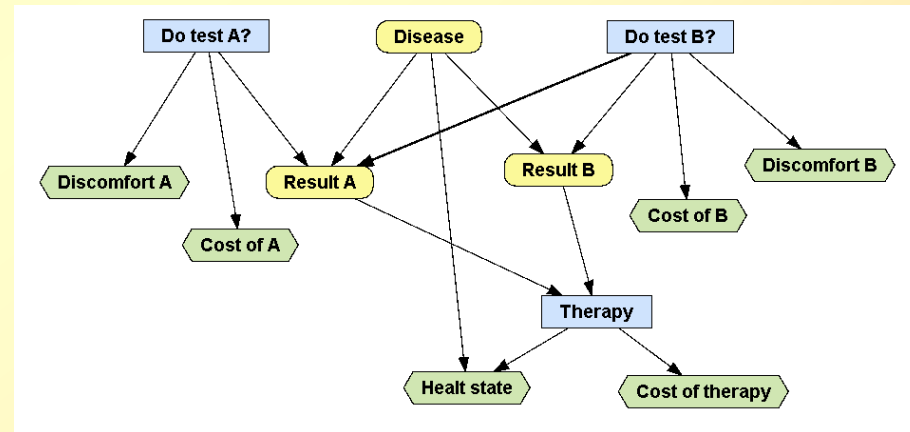 Do test A?
Disease
Do test B?
Discomfort A
Result A
Result B
Discomfort B
Cost of A
Cost of B
Therapy
Healt state
Cost of therapy